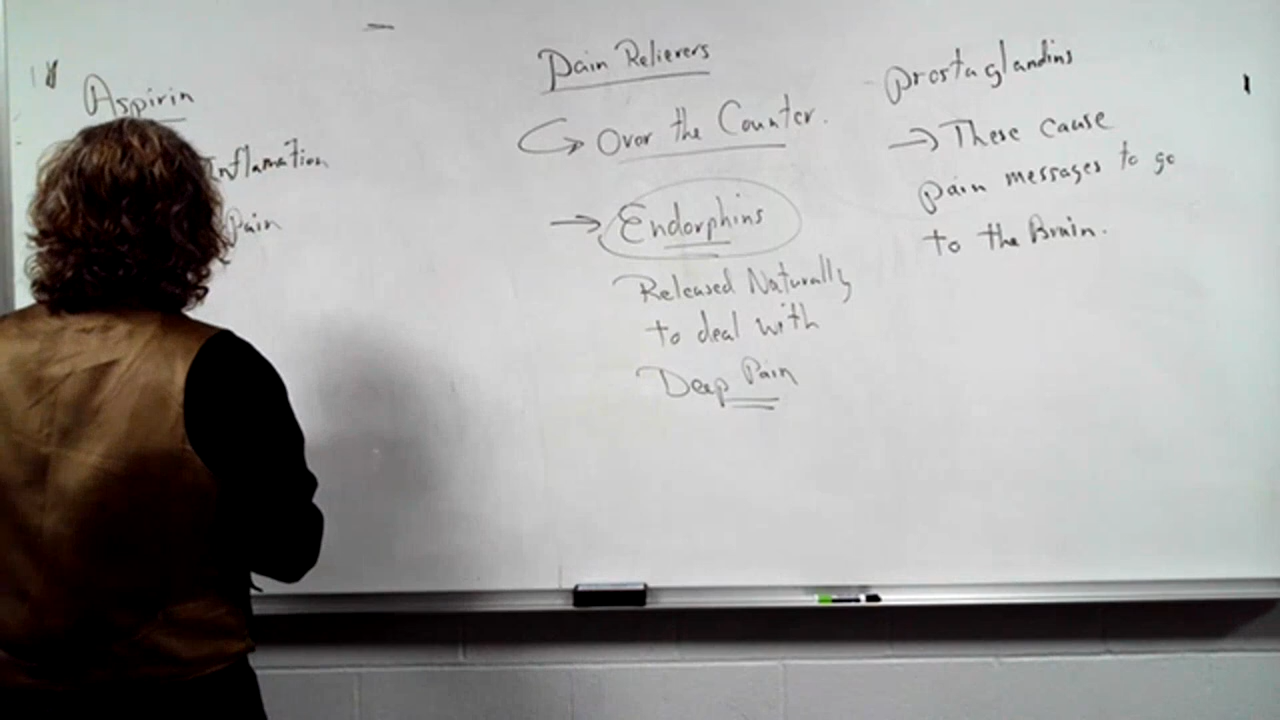 Aspirin
Inflamation
Pain
Pain Relievers
Over the Counter.
Endorphins
Released Naturally
to deal with
Deep Pain
Prostaglandins
These cause
pain messages to go
to the Brain.